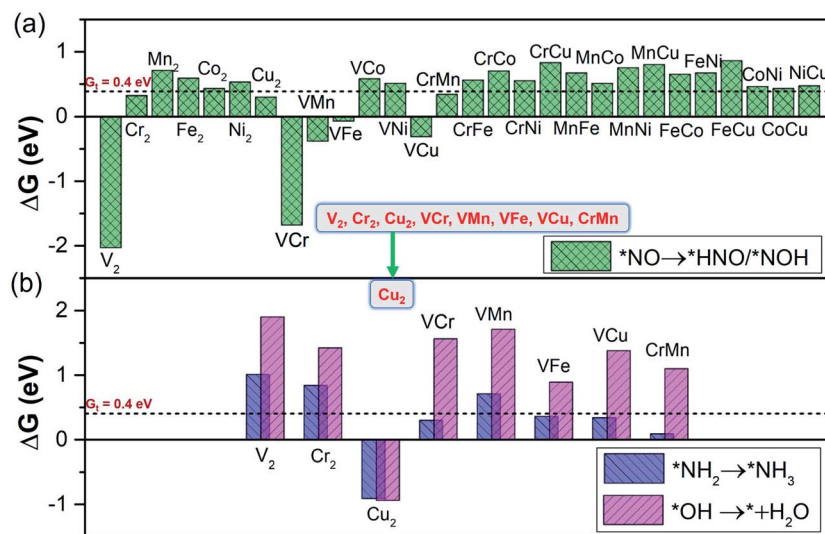 (a)
1
0
-1
-2
ΔG (eV)
Gₜ = 0.4 eV
V₂
Cr₂
Mn₂
Fe₂
Co₂
Ni₂
Cu₂
VCr
VMn
VFe
VCo
VNi
VCu
CrMn
CrFe
CrCo
CrNi
CrCu
MnFe
MnCo
MnNi
MnCu
FeCo
FeNi
FeCu
CoNi
CoCu
NiCu
V₂, Cr₂, Cu₂, VCr, VMn, VFe, VCu, CrMn
*NO→*HNO/*NOH
(b)
Cu₂
2
1
0
-1
ΔG (eV)
Gₜ = 0.4 eV
V₂
Cr₂
Cu₂
VCr
VMn
VFe
VCu
CrMn
*NH₂→*NH₃
*OH →*+H₂O